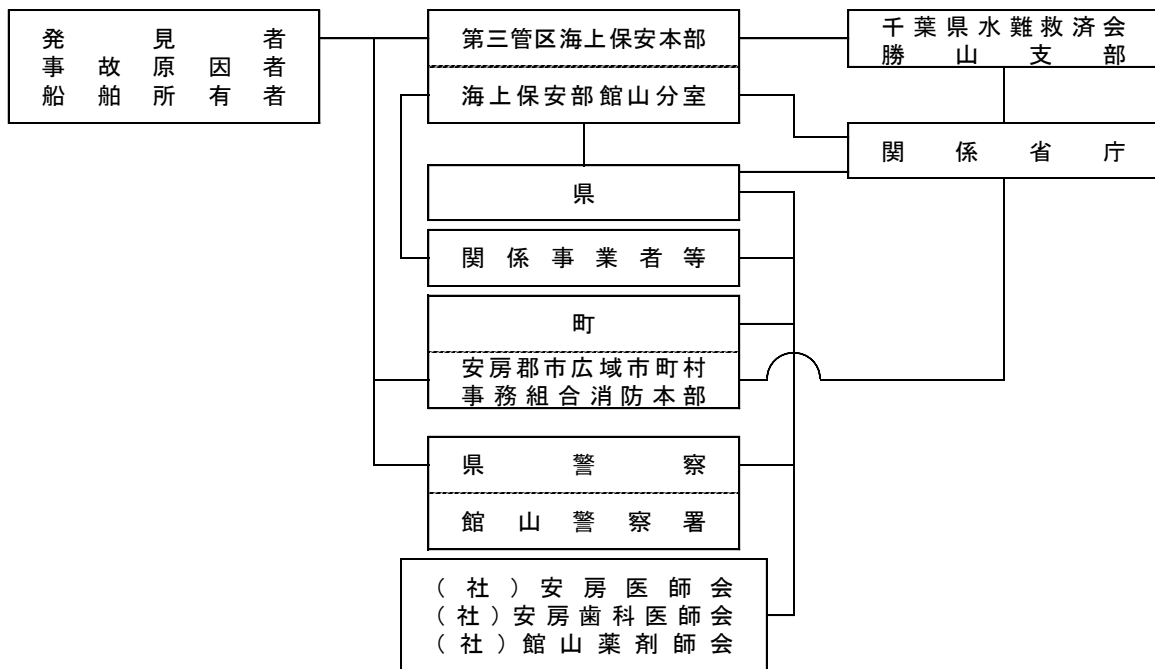 発見者
事故原因者
船舶所有者
第三管区海上保安本部
海上保安部館山分室
千葉県水難救済会
勝山支部
関係省庁
県
関係事業者等
町
安房郡市広域市町村
事務組合消防本部
県警察
館山警察署
(社)安房医師会
(社)安房歯科医師会
(社)館山薬剤師会